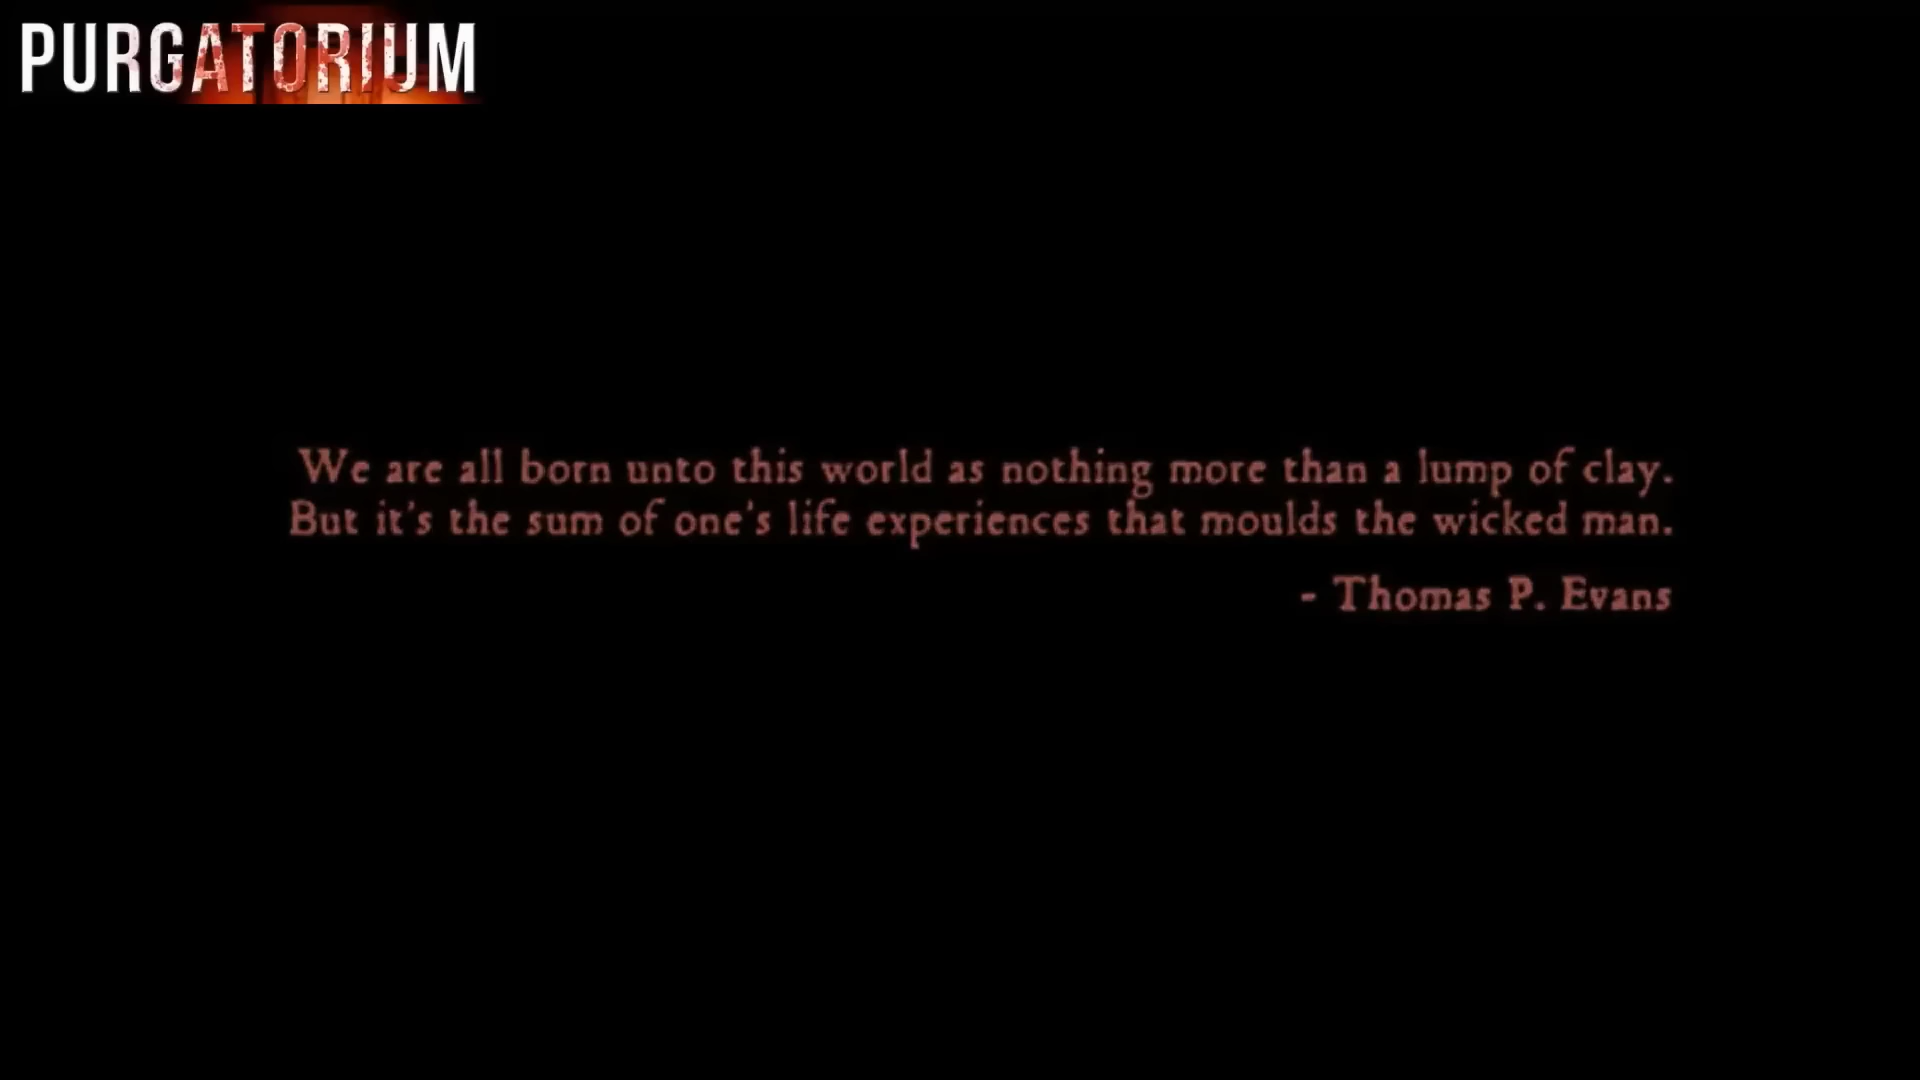 PURGATORIUM
We are all born unto this world as nothing more than a lump of clay.
But it's the sum of one's life experiences that moulds the wicked man.
- Thomas P. Evans